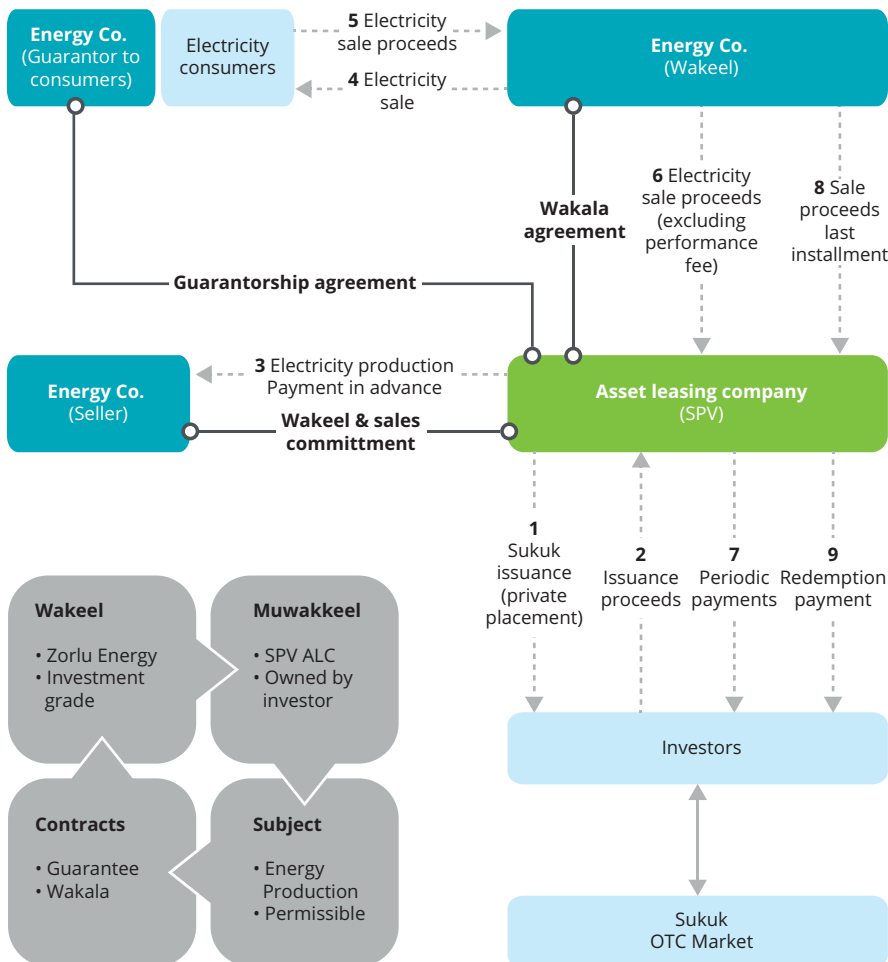 Energy Co.
(Guarantor to
consumers)
Electricity
consumers
5 Electricity
sale proceeds
4 Electricity
sale
Energy Co.
(Wakeel)
Wakala
agreement
6 Electricity
sale proceeds
(excluding
performance
fee)
8 Sale
proceeds
last
installment
Guarantorship agreement
Energy Co.
(Seller)
3 Electricity production
Payment in advance
Wakeel & sales
committment
Asset leasing company
(SPV)
1
Sukuk
issuance
(private
placement)
2
Issuance
proceeds
7
Periodic
payments
9
Redemption
payment
Wakeel
• Zorlu Energy
• Investment
grade
Muwakkeel
• SPV ALC
• Owned by
investor
Contracts
• Guarantee
• Wakala
Subject
• Energy
Production
• Permissible
Investors
Sukuk
OTC Market